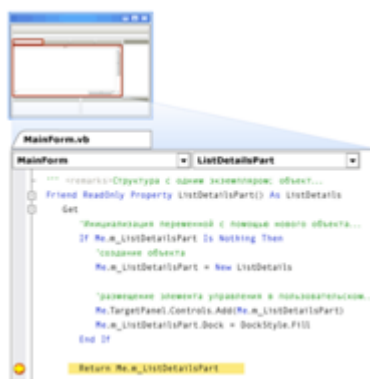 MainForm.vb
MainForm ListDetailsPart
''' <remarks>Структура с одним экземпляром; объект...
Friend ReadOnly Property ListDetailsPart() As ListDetails
Get
'Инициализация переменной с помощью нового объекта...
If Me.m_ListDetailsPart Is Nothing Then
'создание объекта
Me.m_ListDetailsPart = New ListDetails
'размещение элемента управления в пользовательском...
Me.TargetPanel.Controls.Add(Me.m_ListDetailsPart)
Me.m_ListDetailsPart.Dock = DockStyle.Fill
End If
Return Me.m_ListDetailsPart